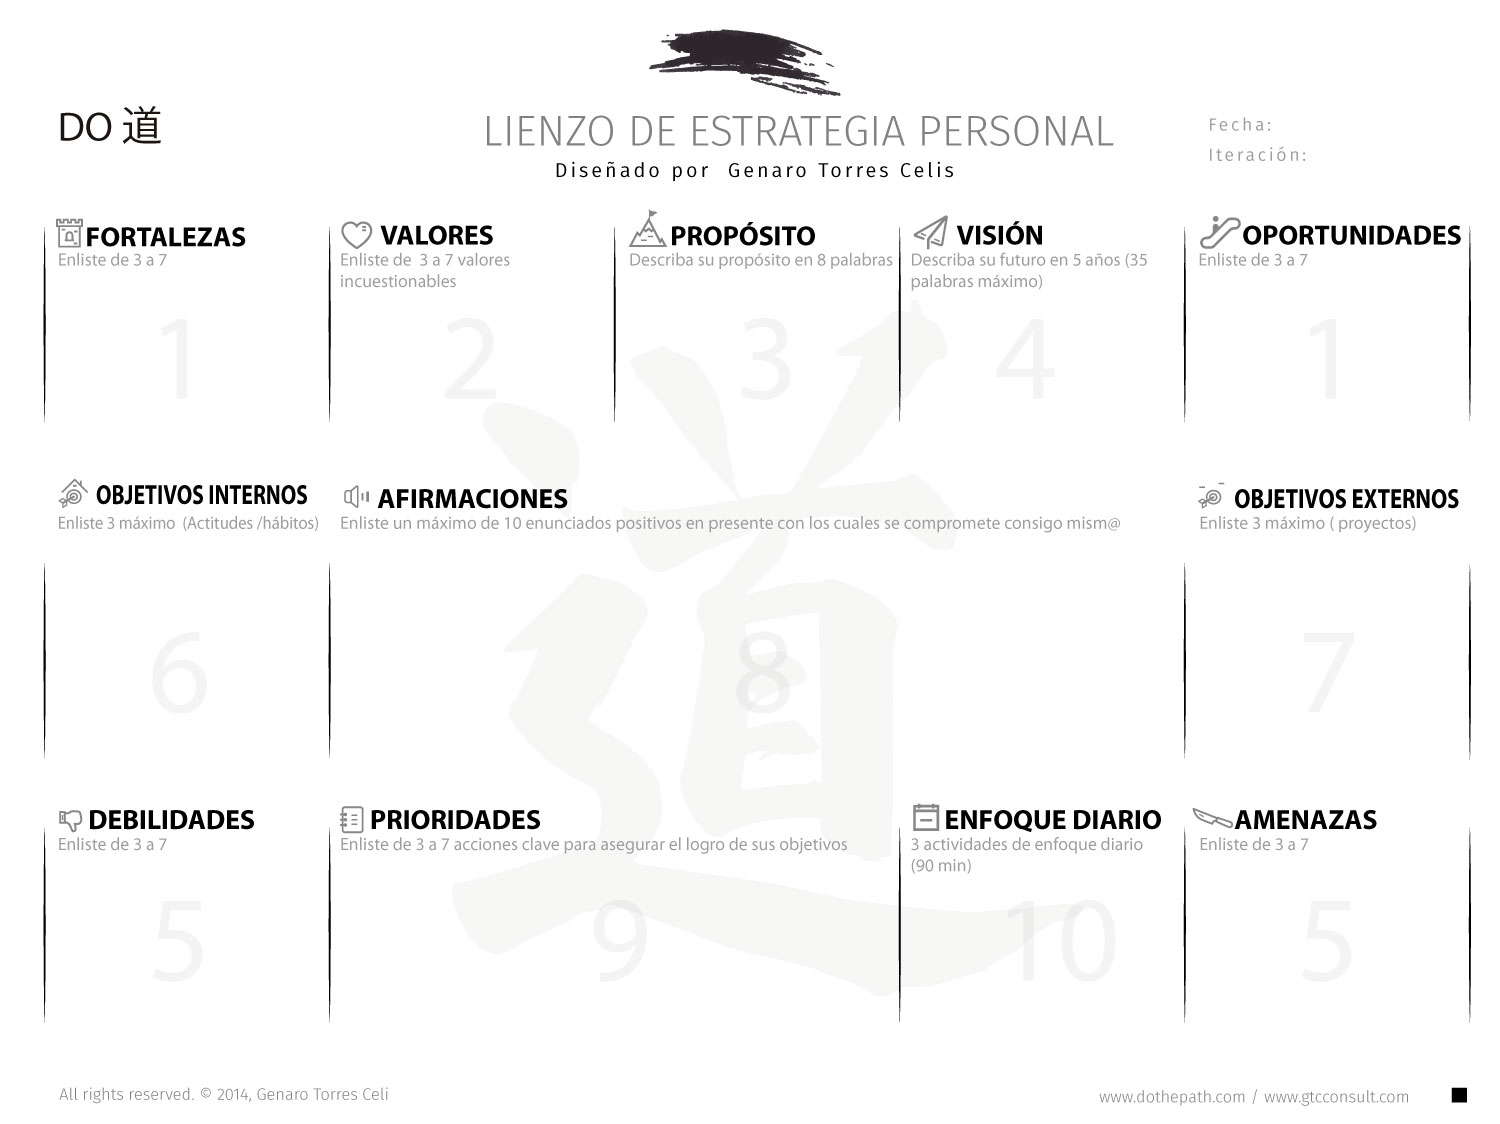 DO 道
LIENZO DE ESTRATEGIA PERSONAL
Diseñado por Genaro Torres Celis
Fecha:
Iteración:
FORTALEZAS
Enliste de 3 a 7
1
VALORES
Enliste de 3 a 7 valores
incuestionables
2
PROPÓSITO
Describa su propósito en 8 palabras
3
VISIÓN
Describa su futuro en 5 años (35
palabras máximo)
4
OPORTUNIDADES
Enliste de 3 a 7
1
OBJETIVOS INTERNOS
Enliste 3 máximo (Actitudes /hábitos)
6
AFIRMACIONES
Enliste un máximo de 10 enunciados positivos en presente con los cuales se compromete consigo mism@
8
OBJETIVOS EXTERNOS
Enliste 3 máximo ( proyectos)
7
DEBILIDADES
Enliste de 3 a 7
5
PRIORIDADES
Enliste de 3 a 7 acciones clave para asegurar el logro de sus objetivos
9
ENFOQUE DIARIO
3 actividades de enfoque diario
(90 min)
10
AMENAZAS
Enliste de 3 a 7
5
道
All rights reserved. © 2014, Genaro Torres Celi
www.dothepath.com / www.gtcconsult.com